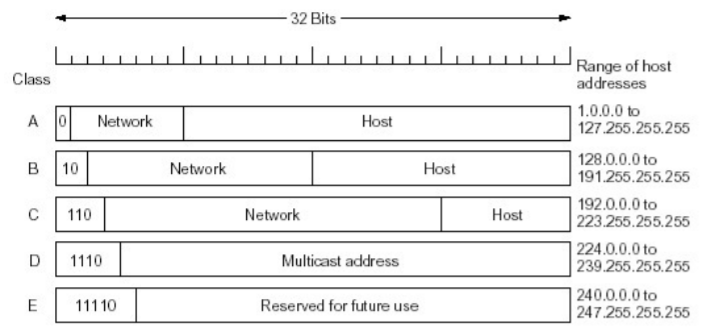 32 Bits
Range of host
addresses
Class
A 0 Network Host 1.0.0.0 to
127.255.255.255
B 10 Network Host 128.0.0.0 to
191.255.255.255
C 110 Network Host 192.0.0.0 to
223.255.255.255
D 1110 Multicast address 224.0.0.0 to
239.255.255.255
E 11110 Reserved for future use 240.0.0.0 to
247.255.255.255